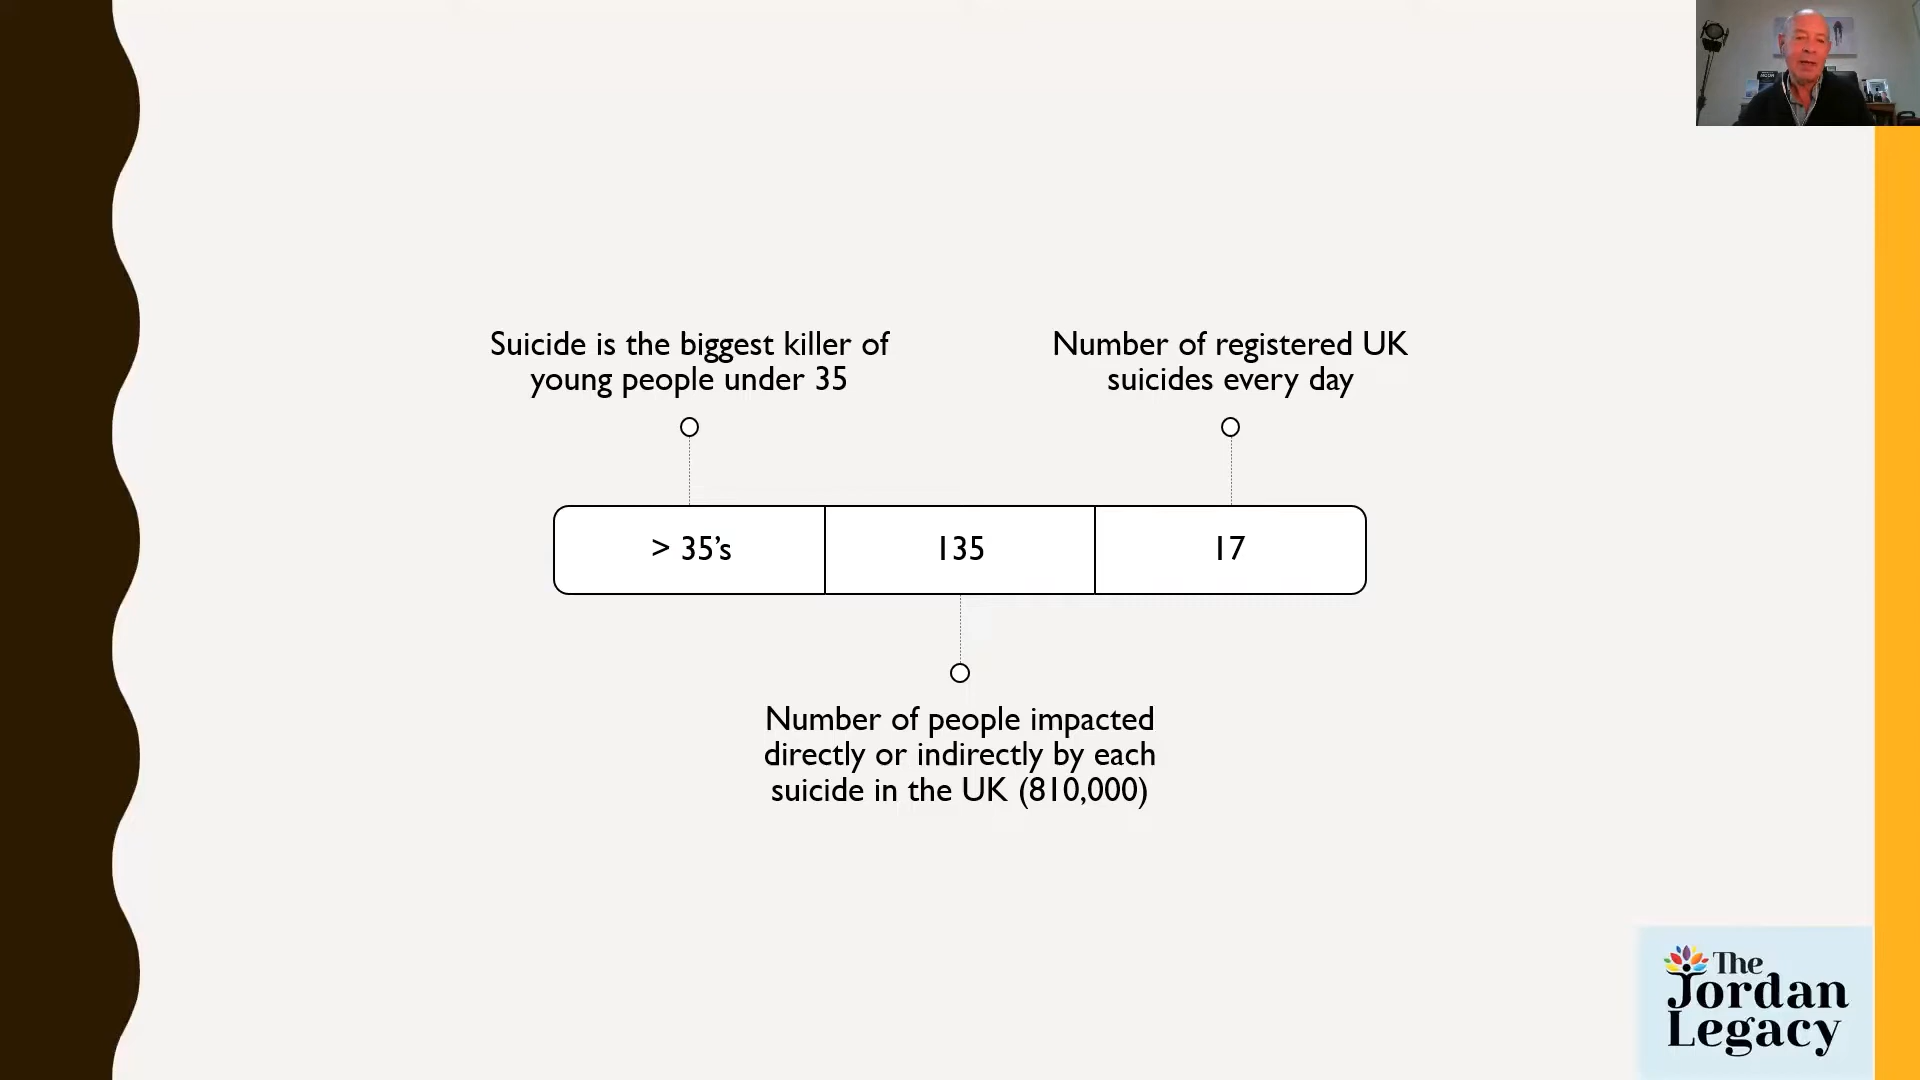 Suicide is the biggest killer of
young people under 35
Number of registered UK
suicides every day
> 35’s
135
17
Number of people impacted
directly or indirectly by each
suicide in the UK (810,000)
The
Jordan
Legacy